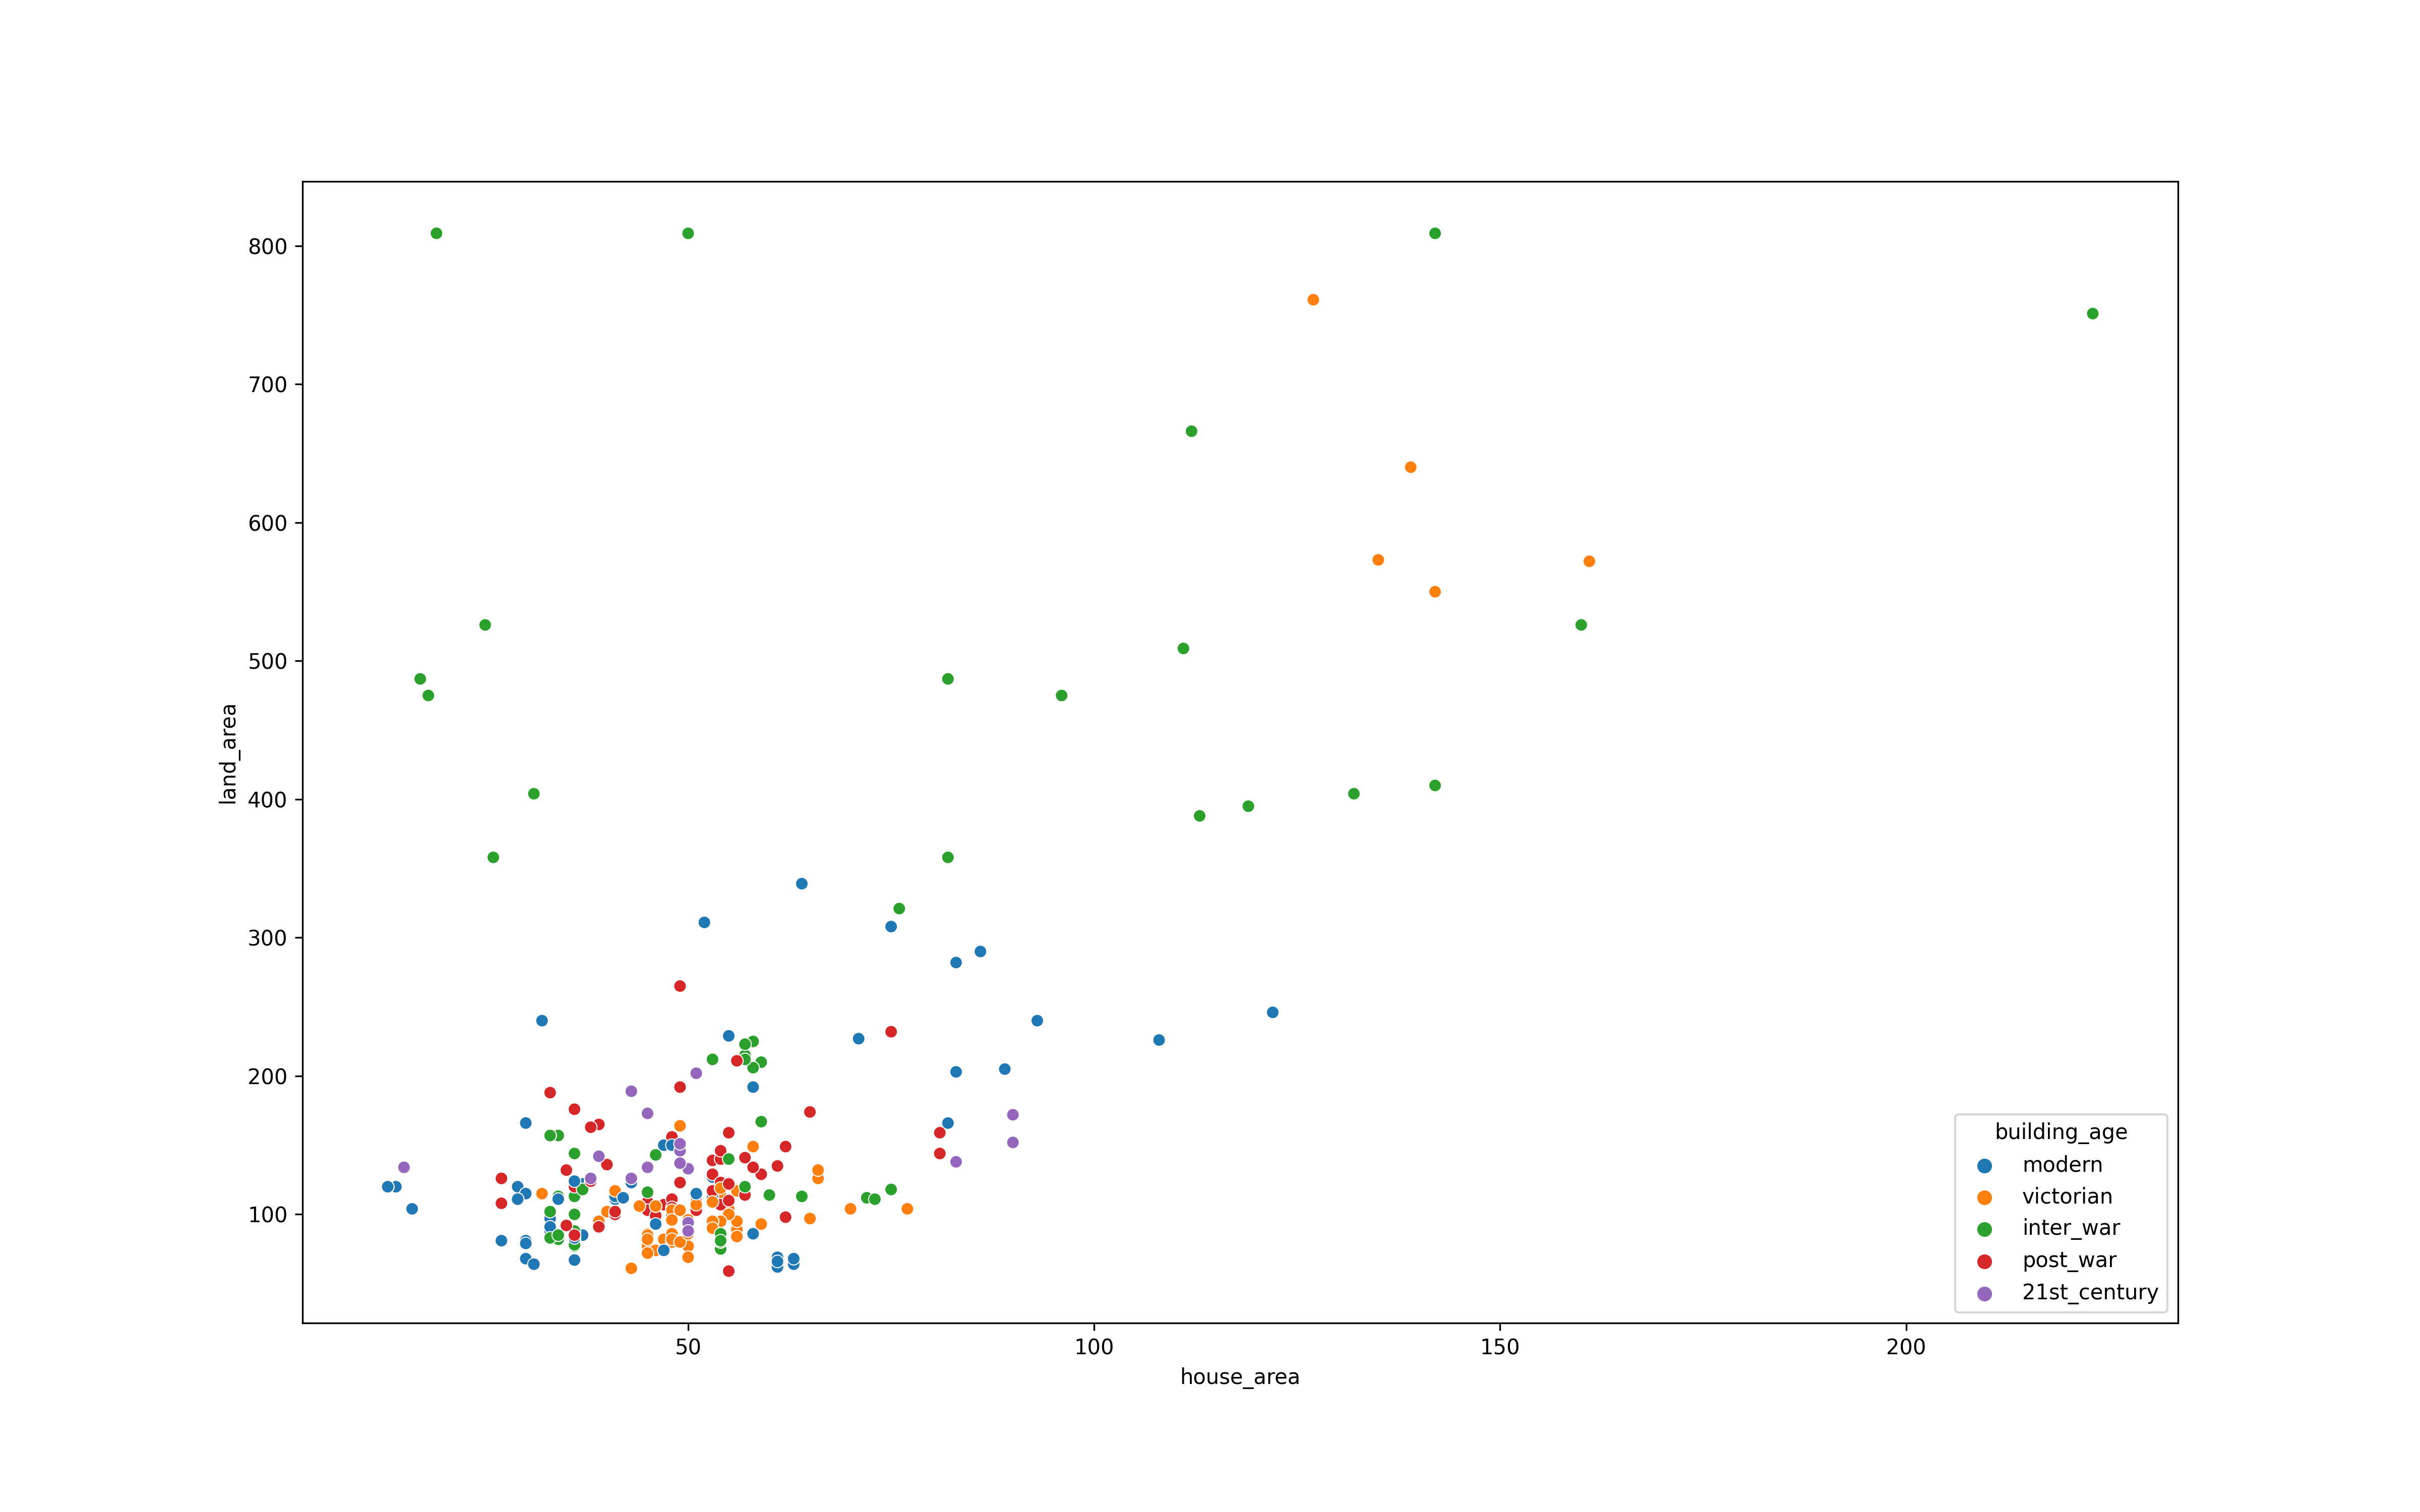 800
700
600
500
400
300
200
100
land_area
50 100 150 200
house_area
building_age
modern
victorian
inter_war
post_war
21st_century